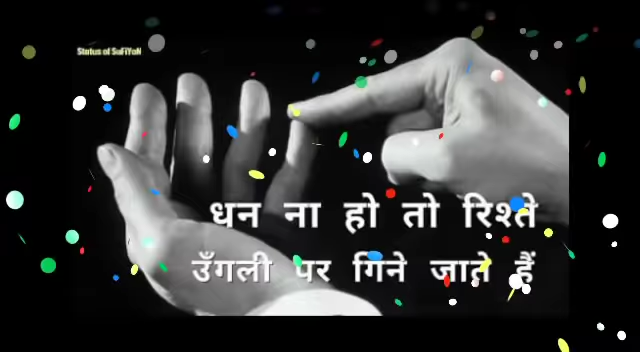 Status of SuFiYaN
धन ना हो तो रिश्ते
उँगली पर गिने जाते हैं